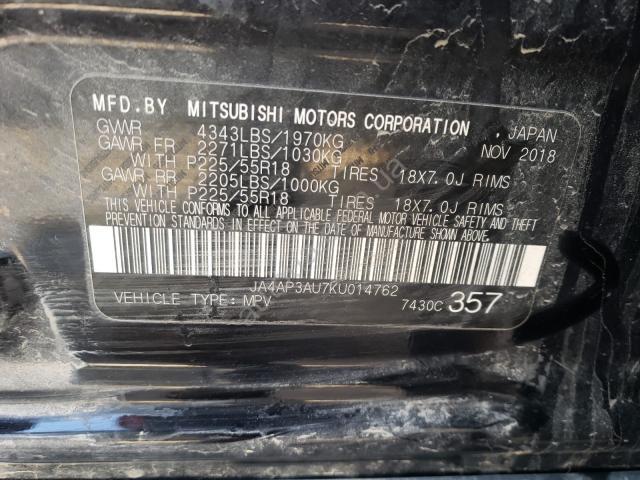 MFD.BY MITSUBISHI MOTORS CORPORATION , JAPAN
GVWR 4343LBS/1970KG NOV 2018
GAWR FR 2271LBS/1030KG
WITH P225/55R18 TIRES 18X7.0J RIMS
GAWR RR 2205LBS/1000KG
WITH P225/55R18 TIRES 18X7.0J RIMS
THIS VEHICLE CONFORMS TO ALL APPLICABLE FEDERAL MOTOR VEHICLE SAFETY AND THEFT
PREVENTION STANDARDS IN EFFECT ON THE DATE OF MANUFACTURE SHOWN ABOVE.
JA4AP3AU7KU014762
VEHICLE TYPE: MPV 7430C 357